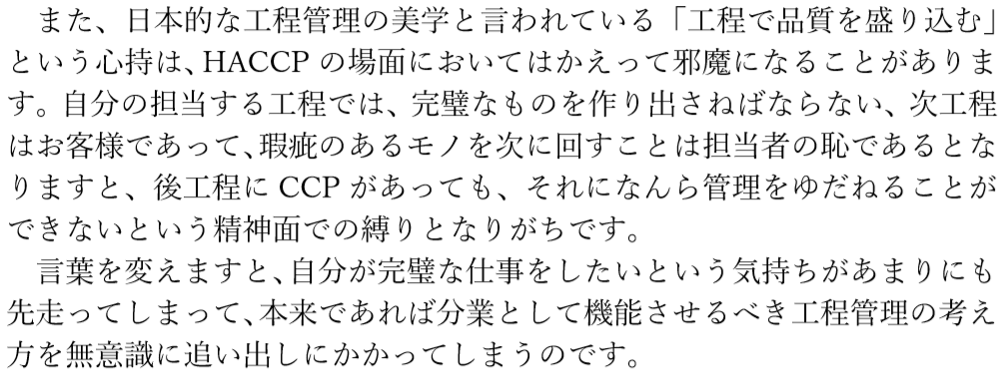 また、日本的な工程管理の美学と言われている「工程で品質を盛り込む」
という心持は、HACCP の場面においてはかえって邪魔になることがありま
す。自分の担当する工程では、完璧なものを作り出さねばならない、次工程
はお客様であって、瑕疵のあるモノを次に回すことは担当者の恥であるとな
りますと、後工程に CCP があっても、それになんら管理をゆだねることが
できないという精神面での縛りとなりがちです。
言葉を変えますと、自分が完璧な仕事をしたいという気持ちがあまりにも
先走ってしまって、本来であれば分業として機能させるべき工程管理の考え
方を無意識に追い出しにかかってしまうのです。